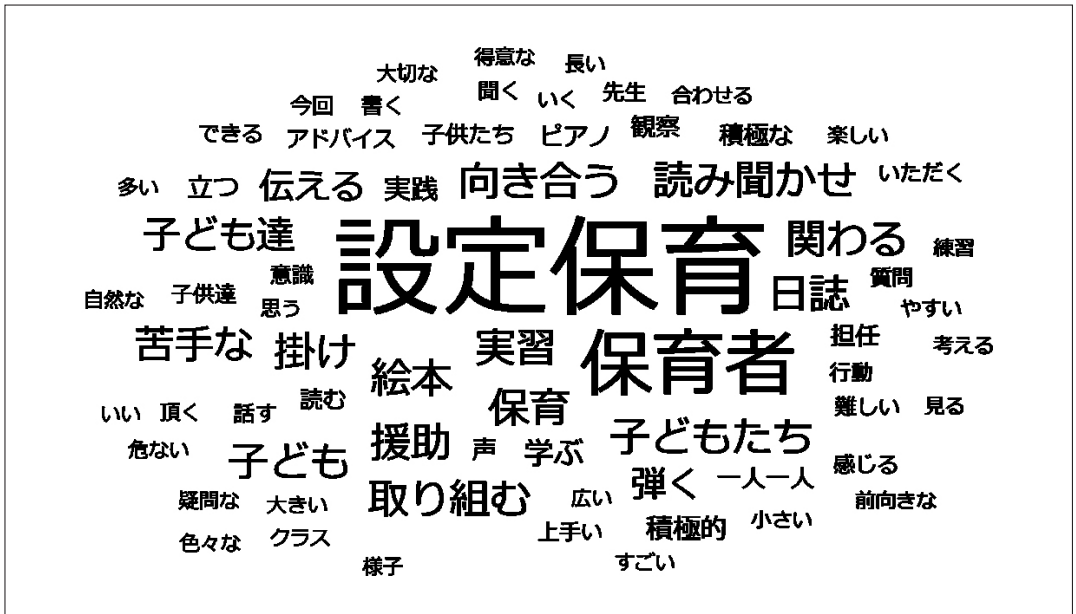 得意な 長い
大切な
聞く いく 先生 合わせる
今回 書く
できる アドバイス 子供たち ピアノ 観察 積極な 楽しい
多い 立つ 伝える 実践 向き合う 読み聞かせ いただく
子ども達 設定保育 関わる 練習
自然な 子供達 意識 思う 日誌 質問 やすい
苦手な 掛け 実習 保育者 担任 考える
絵本 行動
いい 頂く 話す 読む 保育 難しい 見る
危ない 子ども 援助 声 学ぶ 子どもたち 感じる
疑問な 大きい 取り組む 広い 弾く 一人一人 前向きな
色々な クラス 上手い 積極的 小さい
様子 すごい